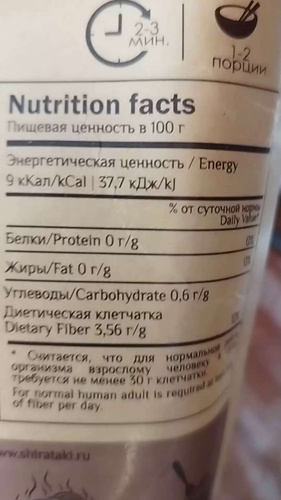 2-3
МИН.
1-2
ПОРЦИИ
Nutrition facts
Пищевая ценность в 100 г
Энергетическая ценность / Energy
9 кКал/kCal | 37,7 кДж/kJ
% от суточной нормы
Daily Value*
Белки/Protein 0 г/g 0%
Жиры/Fat 0 г/g 0%
Углеводы/Carbohydrate 0,6 г/g
Диетическая клетчатка
Dietary Fiber 3,56 г/g
* Считается, что для нормальной
организма взрослому человеку
требуется не менее 30 г клетчатки.
For normal human adult is required at
of fiber per day.
www.shirataki.ru